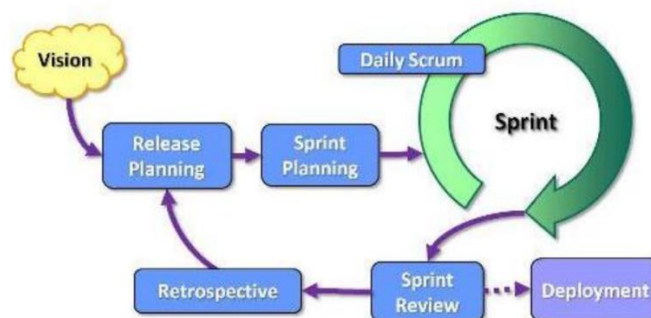 Vision
Daily Scrum
Release
Planning
Sprint
Planning
Sprint
Retrospective
Sprint
Review
Deployment